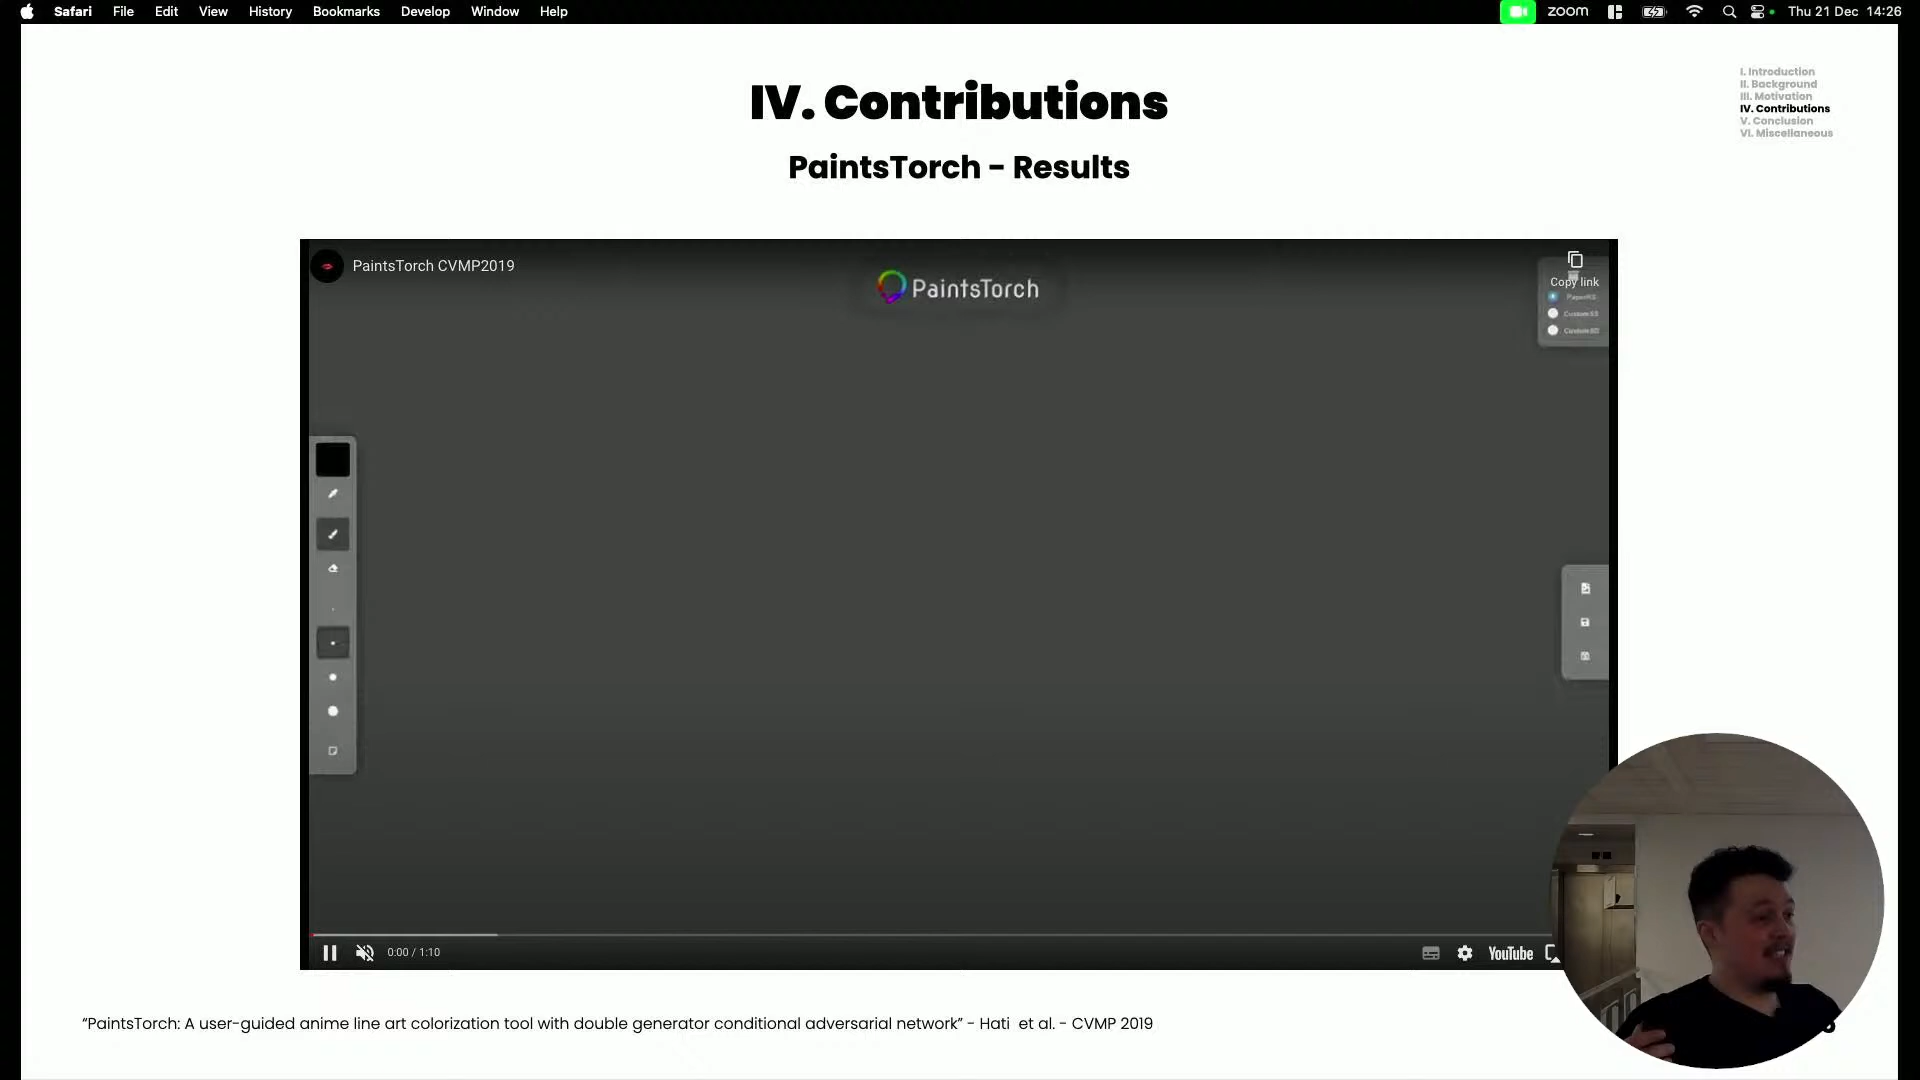 Safari File Edit View History Bookmarks Develop Window Help zoom Thu 21 Dec 14:26
IV. Contributions
PaintsTorch - Results
I. Introduction
II. Background
III. Motivation
IV. Contributions
V. Conclusion
VI. Miscellaneous
PaintsTorch CVMP2019
PaintsTorch
Copy link
0:00 / 1:10
YouTube
"PaintsTorch: A user-guided anime line art colorization tool with double generator conditional adversarial network" - Hati et al. - CVMP 2019